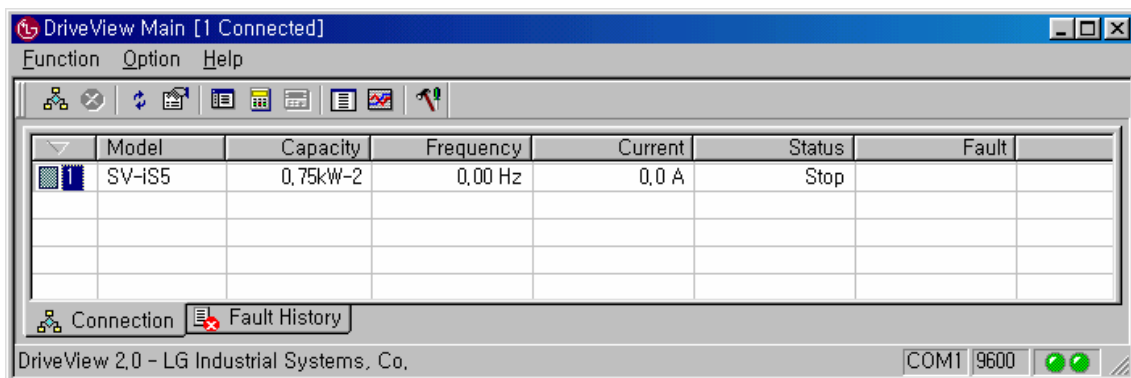 DriveView Main [1 Connected]
Function Option Help
Model Capacity Frequency Current Status Fault
1 SV-iS5 0,75kW-2 0,00 Hz 0,0 A Stop
Connection Fault History
DriveView 2,0 - LG Industrial Systems, Co, COM1 9600